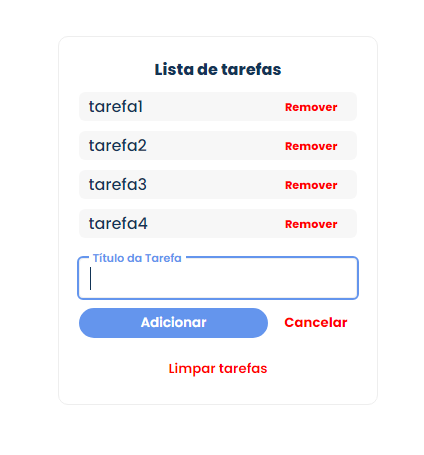 Lista de tarefas
tarefa1 Remover
tarefa2 Remover
tarefa3 Remover
tarefa4 Remover
Título da Tarefa
Adicionar Cancelar
Limpar tarefas